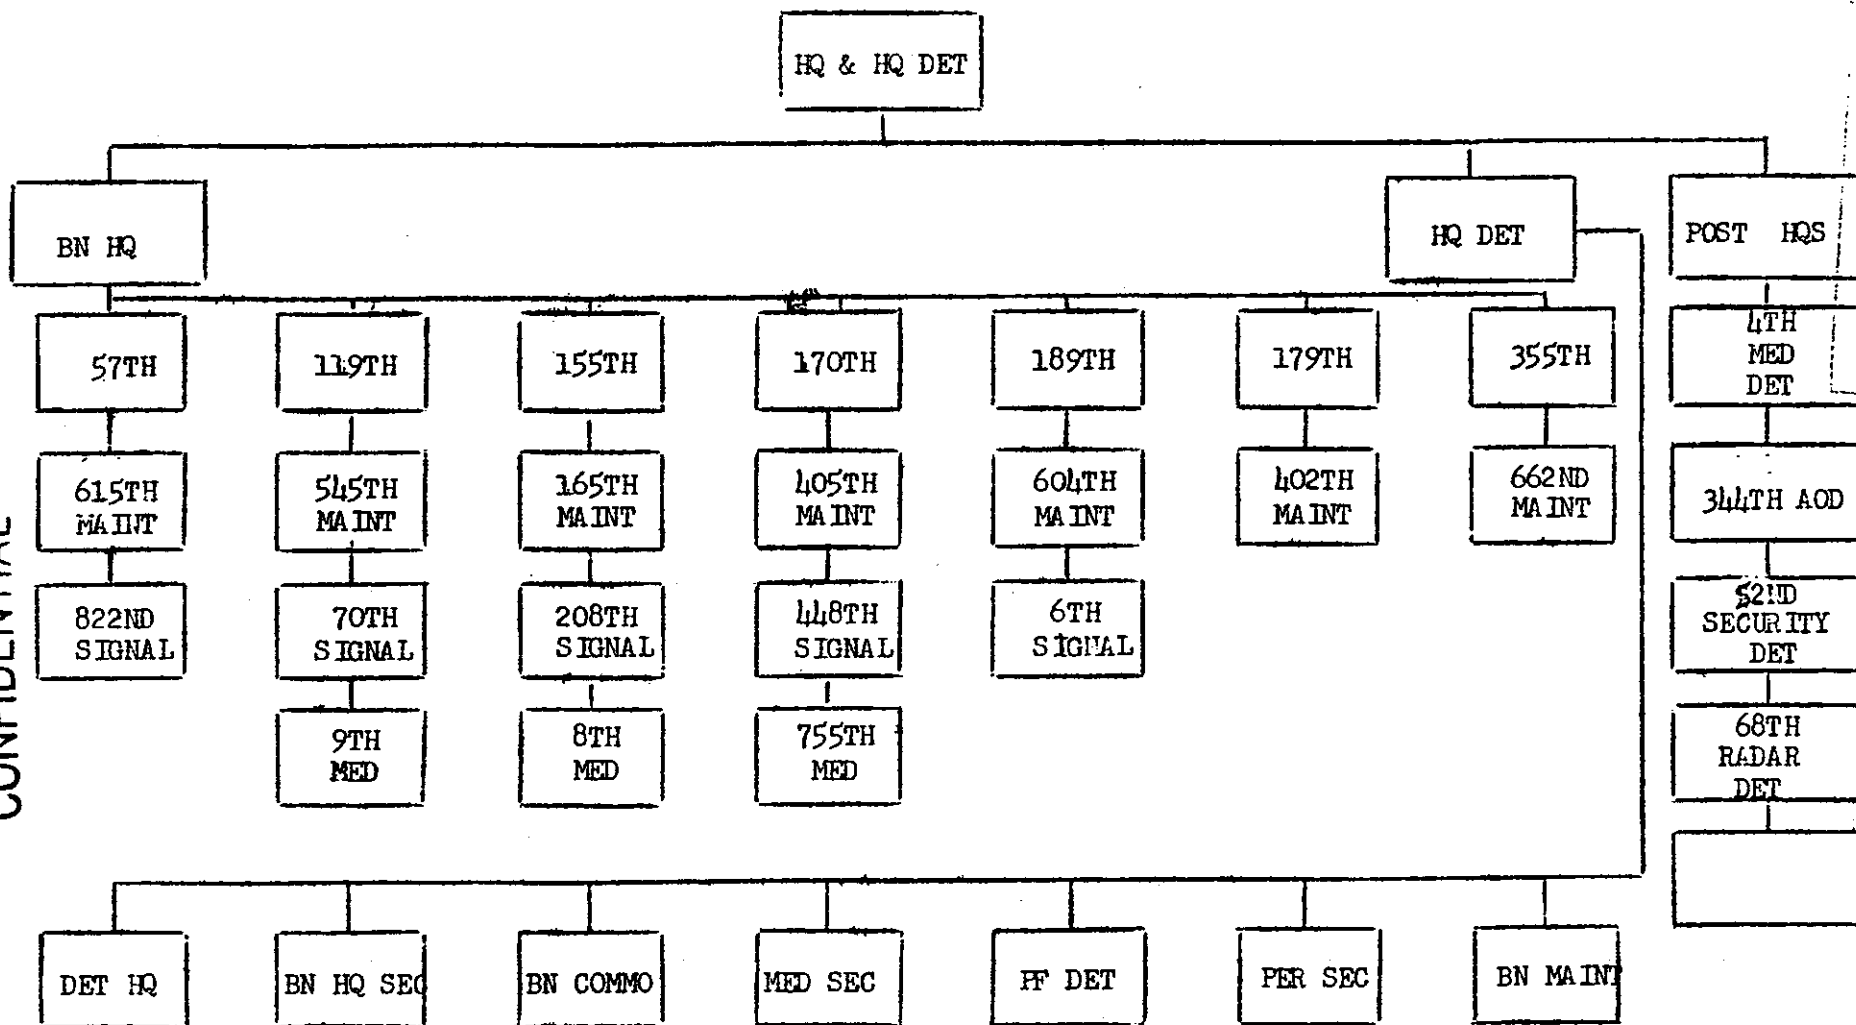 HQ & HQ DET
BN HQ
HQ DET
POST HQS
57TH
119TH
155TH
170TH
189TH
179TH
355TH
4TH
MED
DET
615TH
MAINT
545TH
MAINT
165TH
MAINT
405TH
MAINT
604TH
MAINT
402TH
MAINT
662ND
MAINT
344TH AOD
822ND
SIGNAL
70TH
SIGNAL
208TH
SIGNAL
448TH
SIGNAL
6TH
SIGNAL
52ND
SECURITY
DET
9TH
MED
8TH
MED
755TH
MED
68TH
RADAR
DET
CONFIDENTIAL
DET HQ
BN HQ SEC
BN COMMO
MED SEC
PF DET
PER SEC
BN MAINT